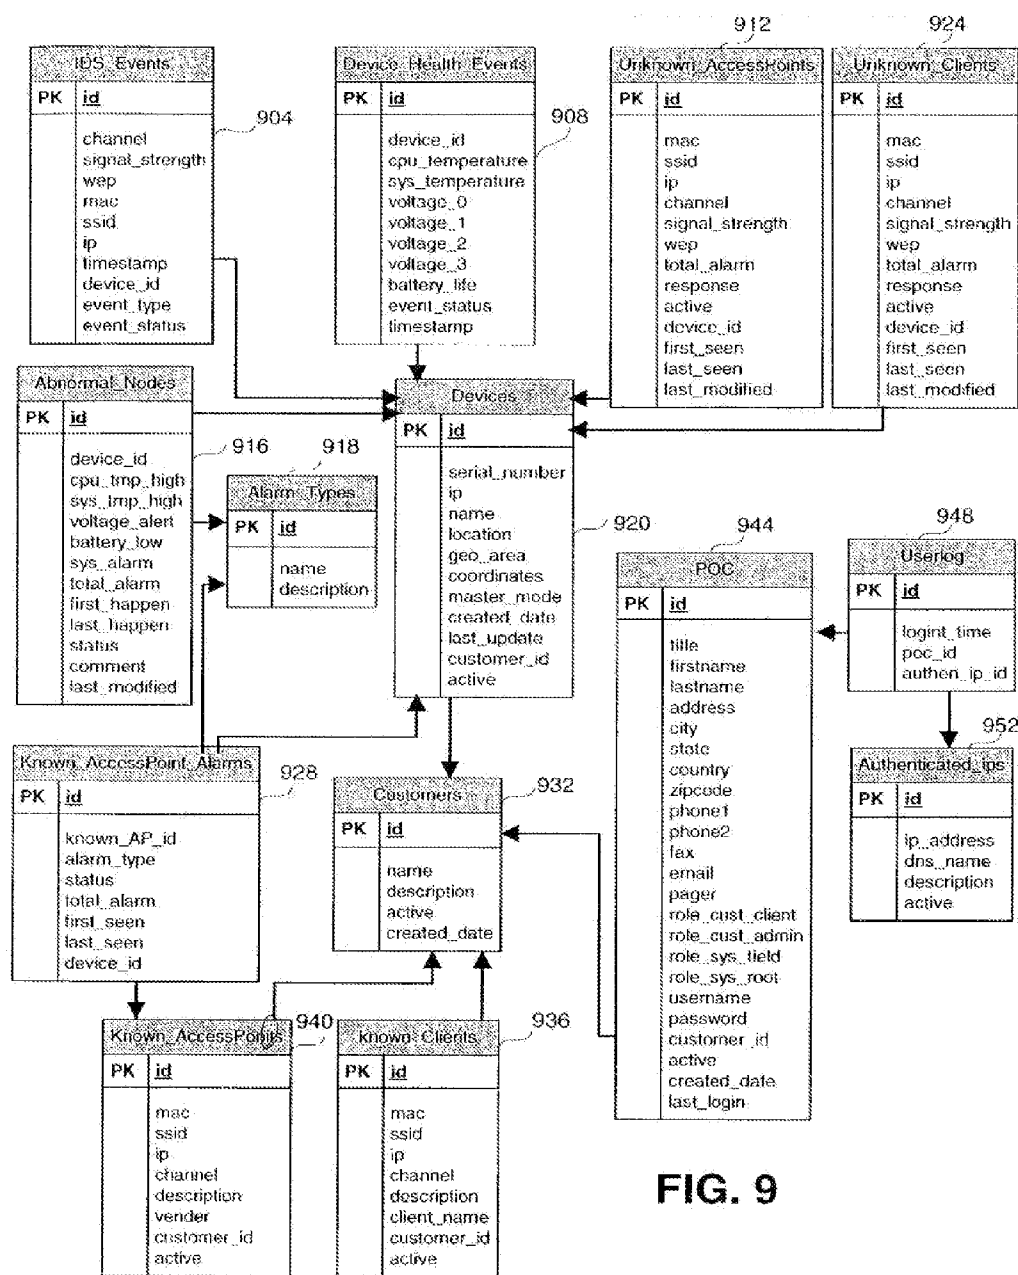 912
924
IDS_Events
PK id
channel
signal_strength
wep
mac
ssid
ip
timestamp
device_id
event_type
event_status
904
Device_Health_Events
PK id
device_id
cpu_temperature
sys_temperature
voltage_0
voltage_1
voltage_2
voltage_3
battery_life
event_status
timestamp
908
Unknown_AccessPoints
PK id
mac
ssid
ip
channel
signal_strength
wep
total_alarm
response
active
device_id
first_seen
last_seen
last_modified
Unknown_Clients
PK id
mac
ssid
ip
channel
signal_strength
wep
total_alarm
response
active
device_id
first_seen
last_seen
last_modified
Abnormal_Nodes
PK id
device_id
cpu_tmp_high
sys_tmp_high
voltage_alert
battery_low
sys_alarm
total_alarm
first_happen
last_happen
status
comment
last_modified
916
918
Alarm_Types
PK id
name
description
Devices
PK id
serial_number
ip
name
location
geo_area
coordinates
master_mode
created_date
last_update
customer_id
active
920
944
POC
PK id
title
firstname
lastname
address
city
state
country
zipcode
phone1
phone2
fax
email
pager
role_cust_client
role_cust_admin
role_sys_field
role_sys_root
username
password
customer_id
active
created_date
last_login
948
Userlog
PK id
logint_time
poc_id
authen_ip_id
952
Authenticated_ips
PK id
ip_address
dns_name
description
active
Known_AccessPoint_Alarms
PK id
known_AP_id
alarm_type
status
total_alarm
first_seen
last_seen
device_id
928
Customers
PK id
name
description
active
created_date
932
Known_AccessPoints
PK id
mac
ssid
ip
channel
description
vender
customer_id
active
940
known_Clients
PK id
mac
ssid
ip
channel
description
client_name
customer_id
active
936
FIG. 9